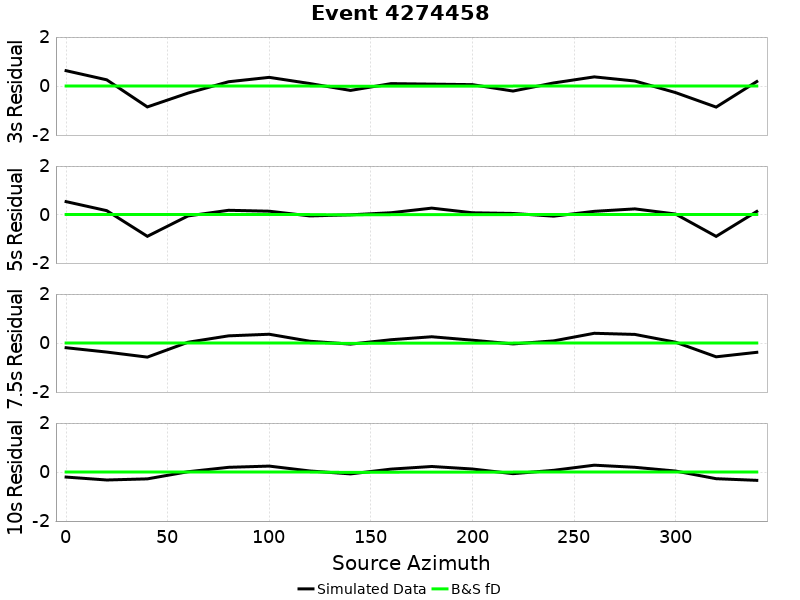 Event 4274458
3s Residual
2
0
-2
5s Residual
2
0
-2
7.5s Residual
2
0
-2
10s Residual
2
0
-2
0 50 100 150 200 250 300
Source Azimuth
Simulated Data B&S fD